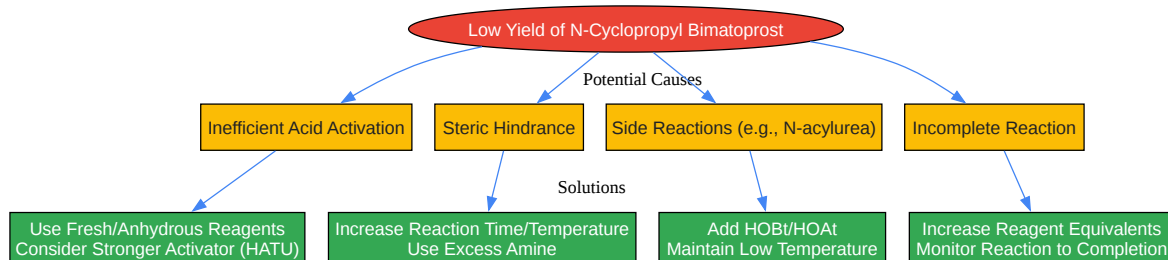 Low Yield of N-Cyclopropyl Bimatoprost
Potential Causes
Inefficient Acid Activation
Steric Hindrance
Side Reactions (e.g., N-acylurea)
Incomplete Reaction
Solutions
Use Fresh/Anhydrous Reagents
Consider Stronger Activator (HATU)
Increase Reaction Time/Temperature
Use Excess Amine
Add HOBt/HOAt
Maintain Low Temperature
Increase Reagent Equivalents
Monitor Reaction to Completion